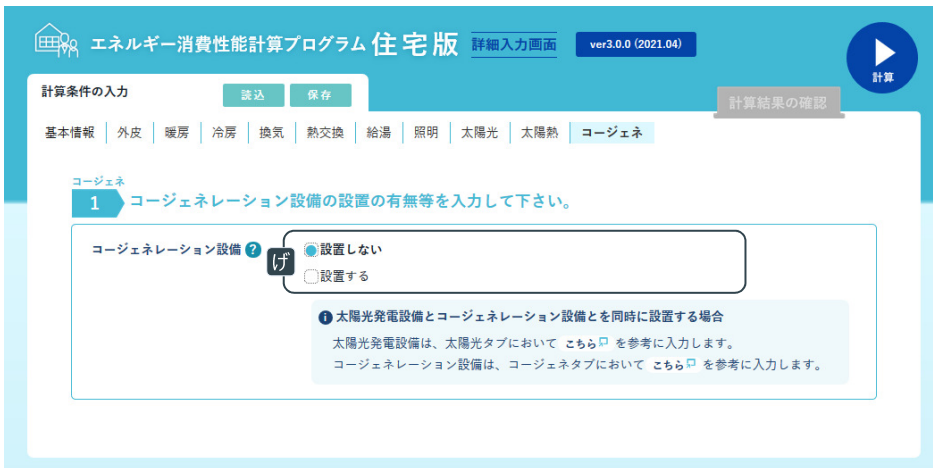 エネルギー消費性能計算プログラム 住宅版 詳細入力画面 ver3.0.0 (2021.04)
計算
計算条件の入力 読込 保存
計算結果の確認
基本情報 外皮 暖房 冷房 換気 熱交換 給湯 照明 太陽光 太陽熱 コージェネ
コージェネ
1 コージェネレーション設備の設置の有無等を入力して下さい。
コージェネレーション設備 ? げ 設置しない
設置する
i 太陽光発電設備とコージェネレーション設備とを同時に設置する場合
太陽光発電設備は、太陽光タブにおいて こちら を参考に入力します。
コージェネレーション設備は、コージェネタブにおいて こちら を参考に入力します。